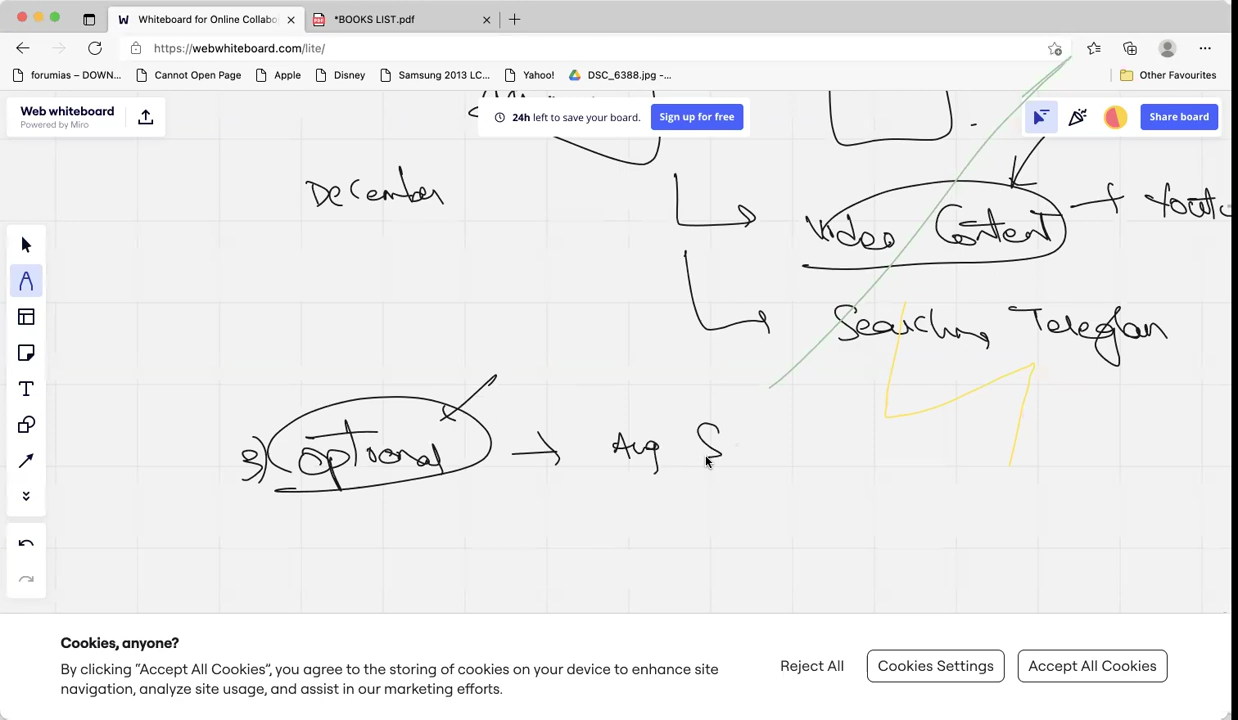 Whiteboard for Online Collabo
*BOOKS LIST.pdf
https://webwhiteboard.com/lite/
forumias – DOWN...
Cannot Open Page
Apple
Disney
Samsung 2013 LC...
Yahoo!
DSC_6388.jpg -...
Other Favourites
Web whiteboard
Powered by Miro
24h left to save your board.
Sign up for free
Share board
December
Video Content
Searching Telegram
3) optional → Aug S
Cookies, anyone?
By clicking “Accept All Cookies”, you agree to the storing of cookies on your device to enhance site
navigation, analyze site usage, and assist in our marketing efforts.
Reject All
Cookies Settings
Accept All Cookies